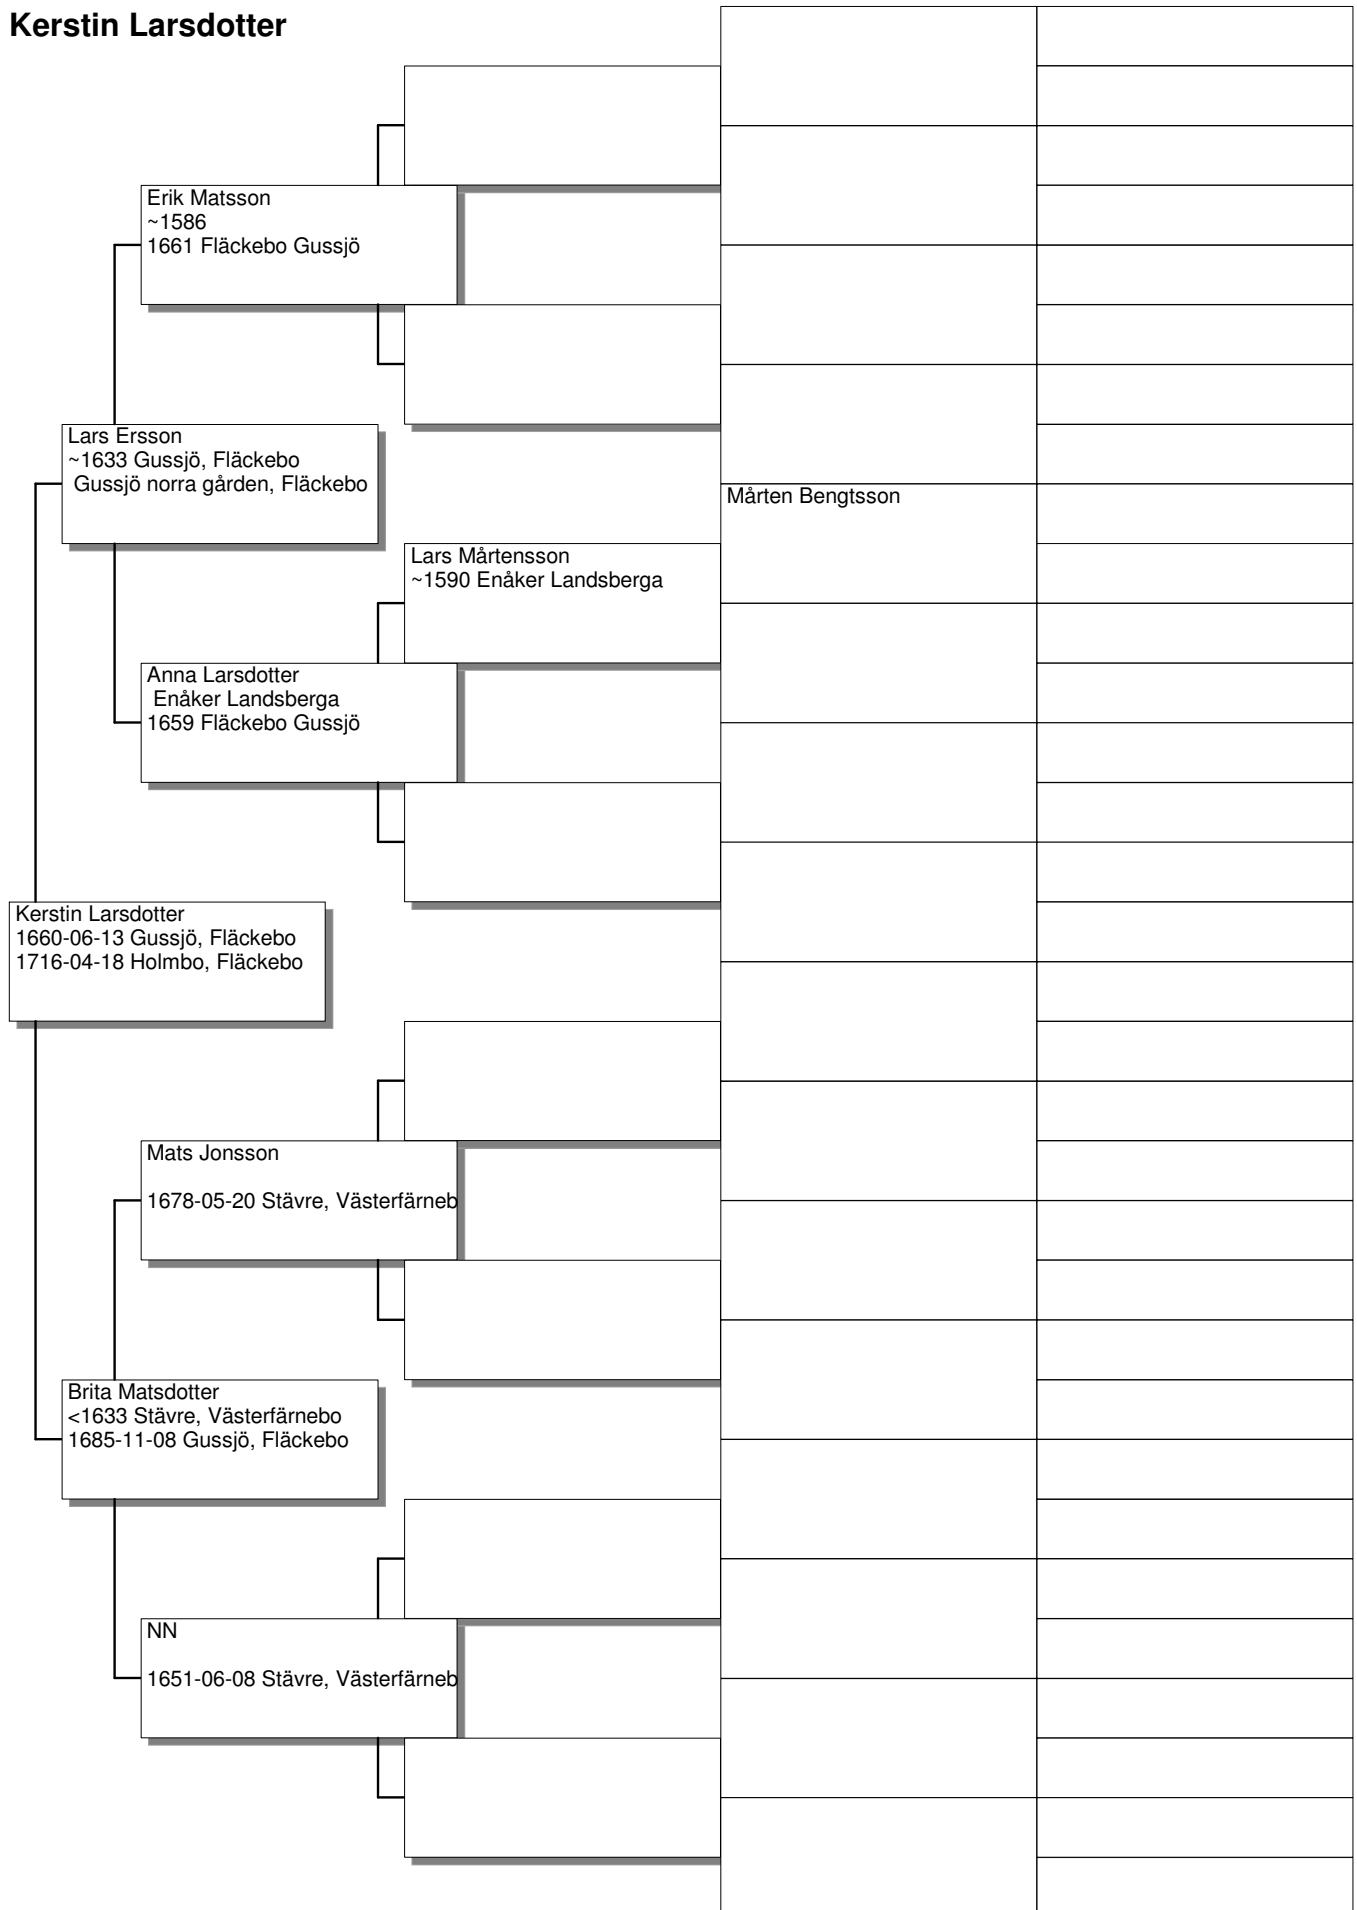 Kerstin Larsdotter
Erik Matsson
~1586
1661 Fläckebo Gussjö
Lars Ersson
~1633 Gussjö, Fläckebo
Gussjö norra gården, Fläckebo
Mårten Bengtsson
Lars Mårtensson
~1590 Enåker Landsberga
Anna Larsdotter
Enåker Landsberga
1659 Fläckebo Gussjö
Kerstin Larsdotter
1660-06-13 Gussjö, Fläckebo
1716-04-18 Holmbo, Fläckebo
Mats Jonsson
1678-05-20 Stävre, Västerfärneb
Brita Matsdotter
<1633 Stävre, Västerfärnebo
1685-11-08 Gussjö, Fläckebo
NN
1651-06-08 Stävre, Västerfärneb